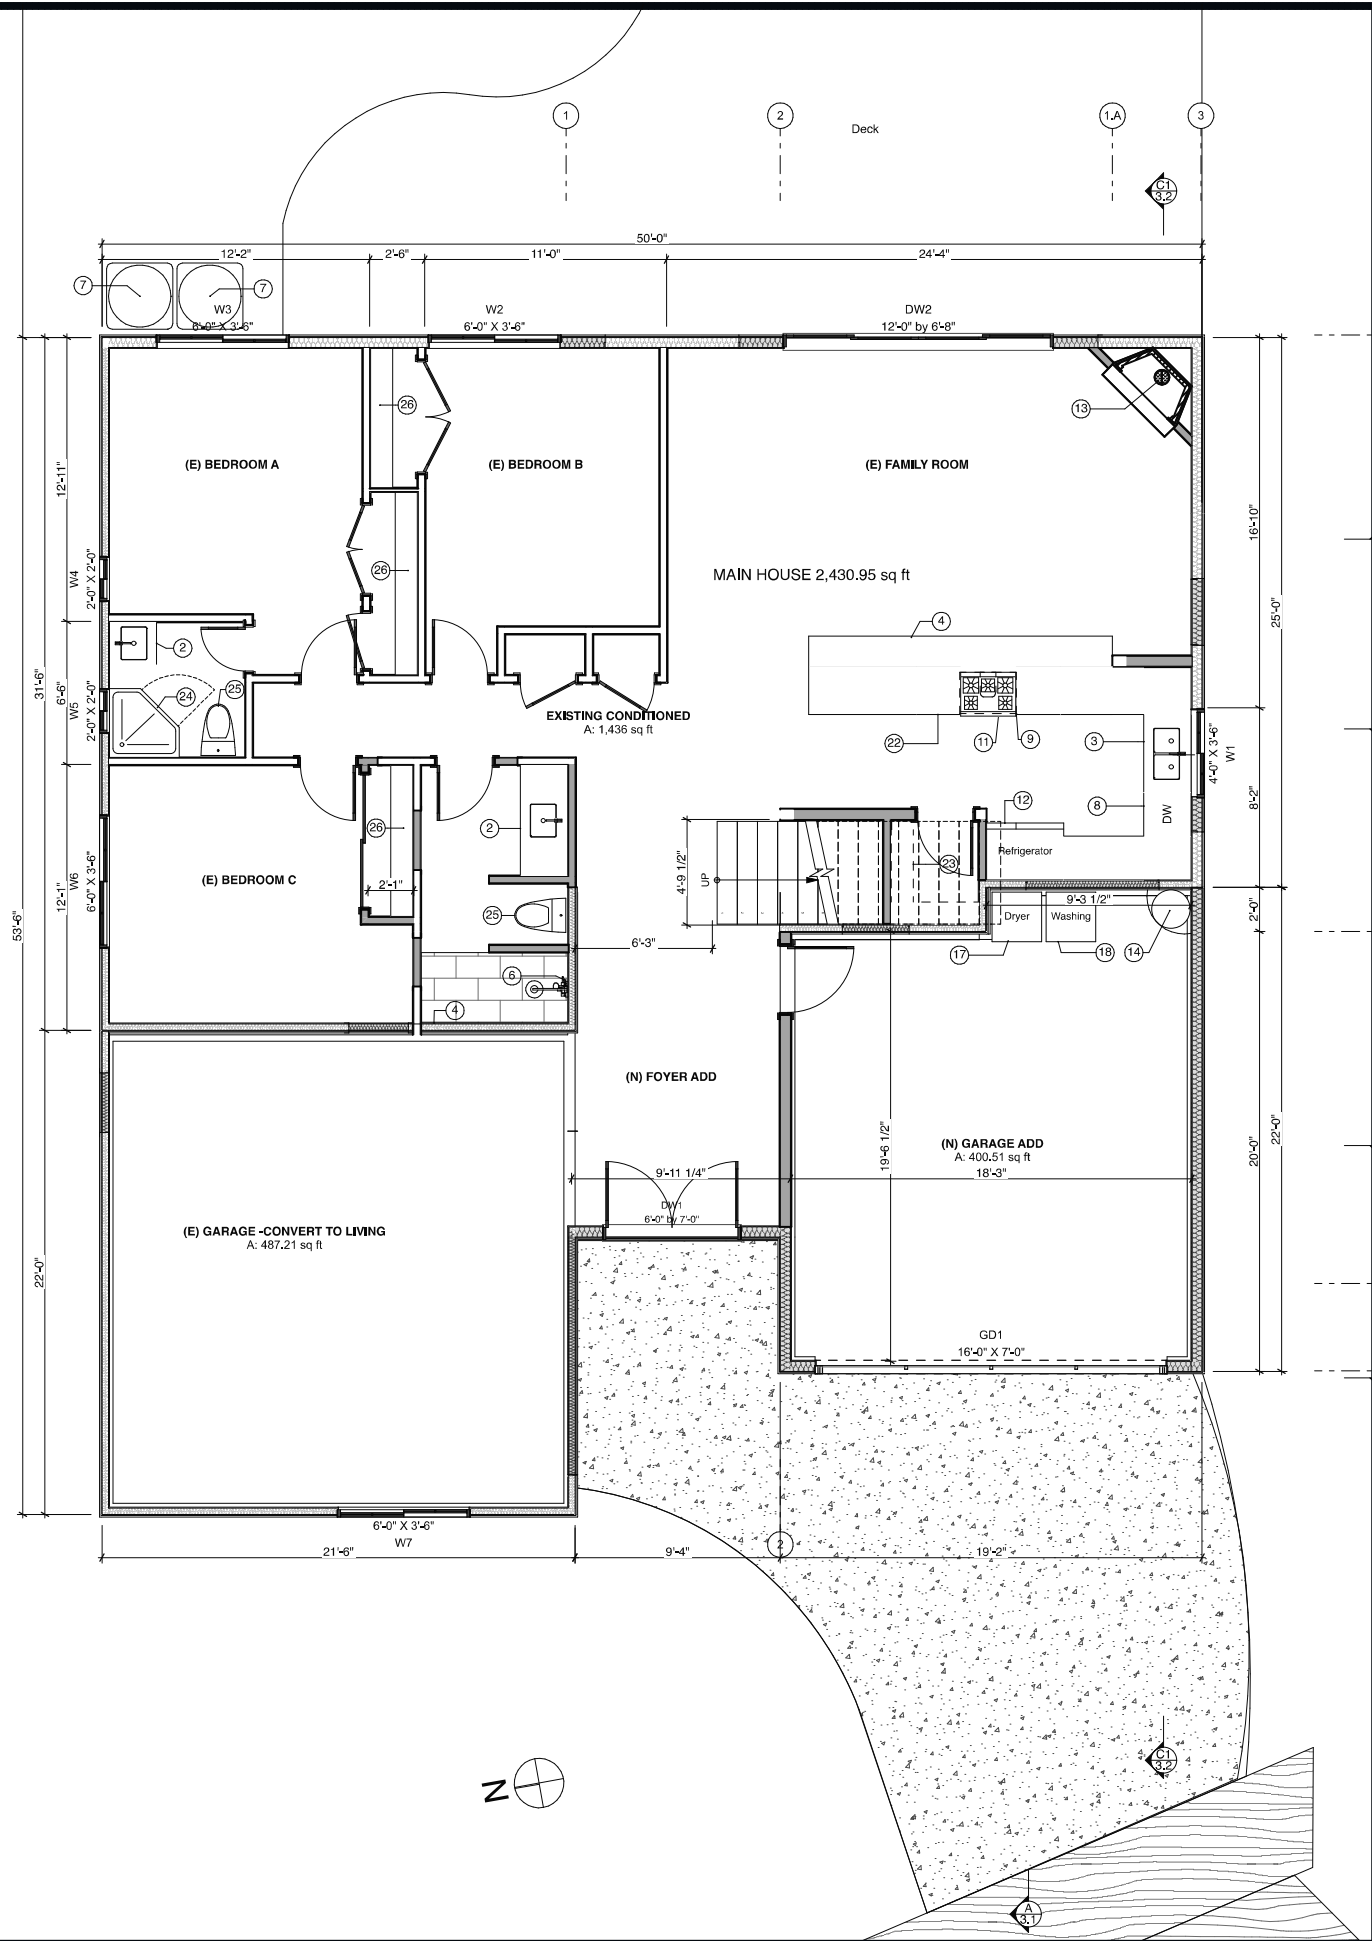 1
2
Deck
1.A
3
C1
3.2
50'-0"
12'-2"
2'-6"
11'-0"
24'-4"
7
7
W3
6'-0" X 3'-6"
W2
6'-0" X 3'-6"
DW2
12'-0" by 6'-8"
13
26
(E) BEDROOM A
(E) BEDROOM B
(E) FAMILY ROOM
12'-11"
16'-10"
26
MAIN HOUSE 2,430.95 sq ft
W4
2'-0" X 2'-0"
25'-0"
4
2
31'-6"
6'-6"
W5
2'-0" X 2'-0"
24
25
EXISTING CONDITIONED
A: 1,436 sq ft
22
11
9
3
4'-0" X 3'-6"
W1
8'-2"
8
DW
12
Refrigerator
26
2
4'-9 1/2"
UP
23
(E) BEDROOM C
2'-1"
W6
6'-0" X 3'-6"
12'-1"
53'-6"
25
9'-3 1/2"
Dryer
Washing
2'-0"
6'-3"
17
18
14
6
4
(N) FOYER ADD
19'-6 1/2"
(N) GARAGE ADD
A: 400.51 sq ft
18'-3"
9'-11 1/4"
20'-0"
22'-0"
DW1
6'-0" by 7'-0"
(E) GARAGE -CONVERT TO LIVING
A: 487.21 sq ft
22'-0"
GD1
16'-0" X 7'-0"
6'-0" X 3'-6"
W7
2
21'-6"
9'-4"
19'-2"
C1
3.2
N
A
3.1